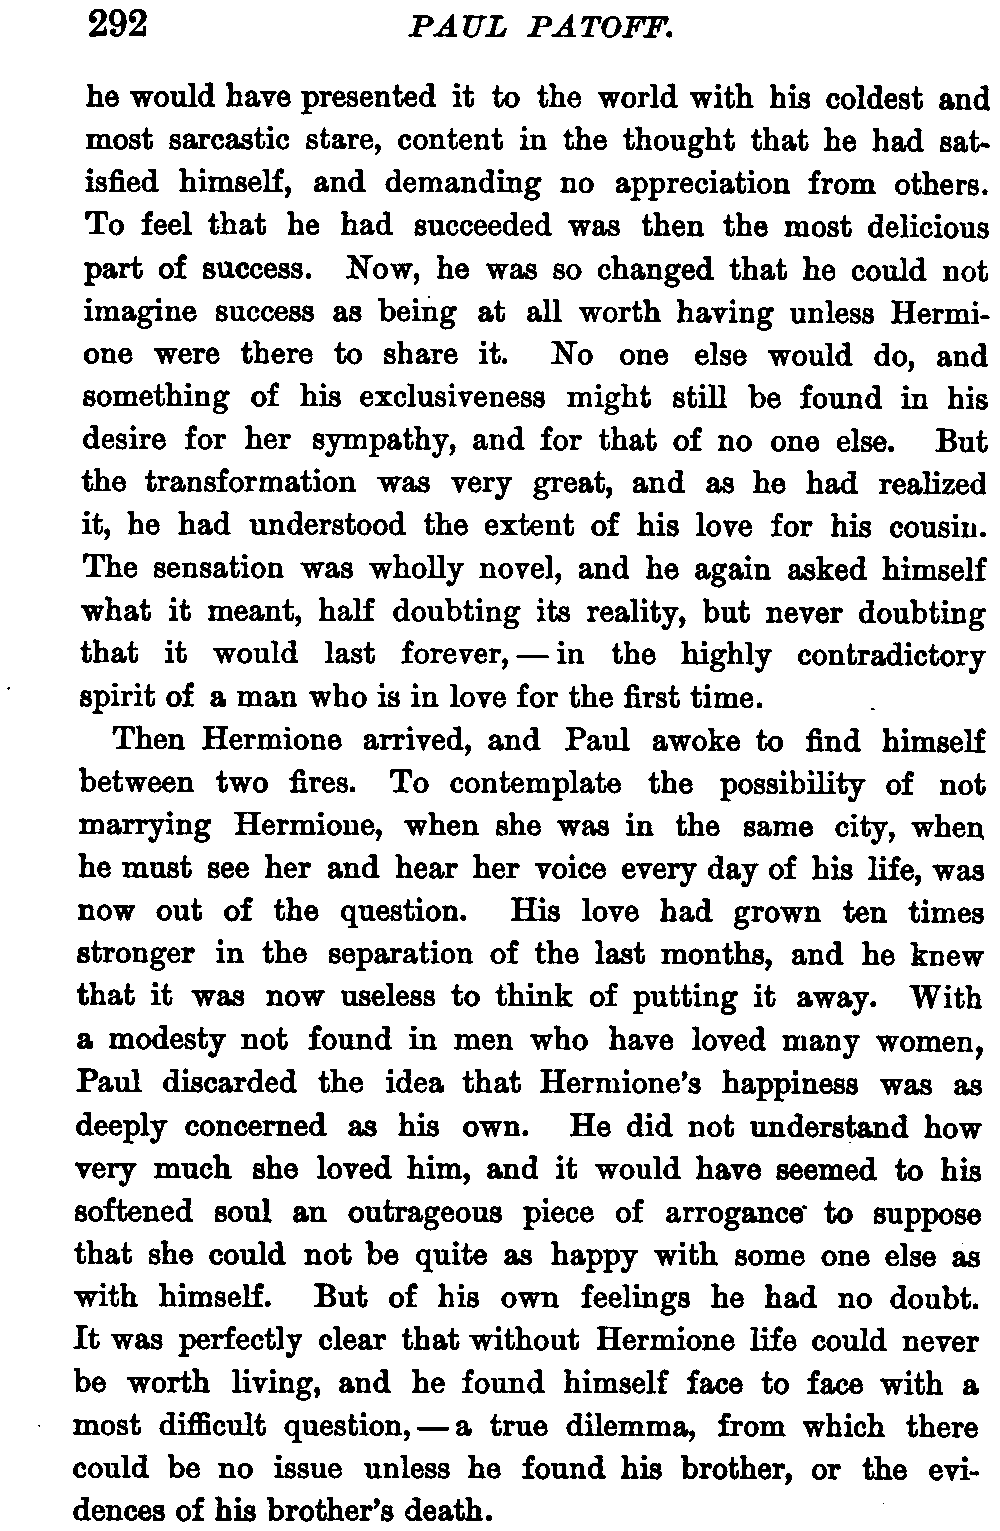 292 PAUL PATOFF.
he would have presented it to the world with his coldest and
most sarcastic stare, content in the thought that he had sat-
isfied himself, and demanding no appreciation from others.
To feel that he had succeeded was then the most delicious
part of success. Now, he was so changed that he could not
imagine success as being at all worth having unless Hermi-
one were there to share it. No one else would do, and
something of his exclusiveness might still be found in his
desire for her sympathy, and for that of no one else. But
the transformation was very great, and as he had realized
it, he had understood the extent of his love for his cousin.
The sensation was wholly novel, and he again asked himself
what it meant, half doubting its reality, but never doubting
that it would last forever, — in the highly contradictory
spirit of a man who is in love for the first time.
Then Hermione arrived, and Paul awoke to find himself
between two fires. To contemplate the possibility of not
marrying Hermione, when she was in the same city, when
he must see her and hear her voice every day of his life, was
now out of the question. His love had grown ten times
stronger in the separation of the last months, and he knew
that it was now useless to think of putting it away. With
a modesty not found in men who have loved many women,
Paul discarded the idea that Hermione's happiness was as
deeply concerned as his own. He did not understand how
very much she loved him, and it would have seemed to his
softened soul an outrageous piece of arrogance to suppose
that she could not be quite as happy with some one else as
with himself. But of his own feelings he had no doubt.
It was perfectly clear that without Hermione life could never
be worth living, and he found himself face to face with a
most difficult question, — a true dilemma, from which there
could be no issue unless he found his brother, or the evi-
dences of his brother's death.